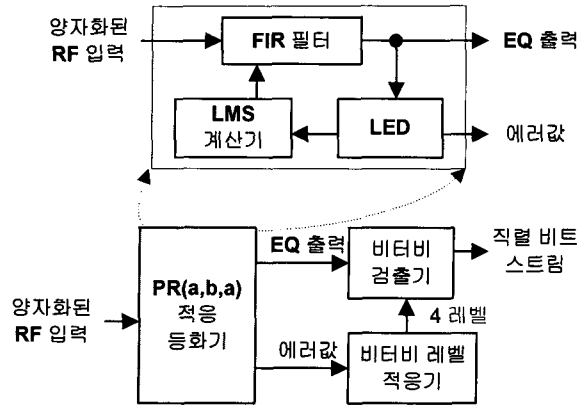 양자화된
RF 입력
FIR 필터
EQ 출력
LMS
계산기
LED
에러값
EQ 출력
비터비
검출기
직렬 비트
스트림
PR(a,b,a)
적응
등화기
양자화된
RF 입력
4 레벨
에러값
비터비 레벨
적응기